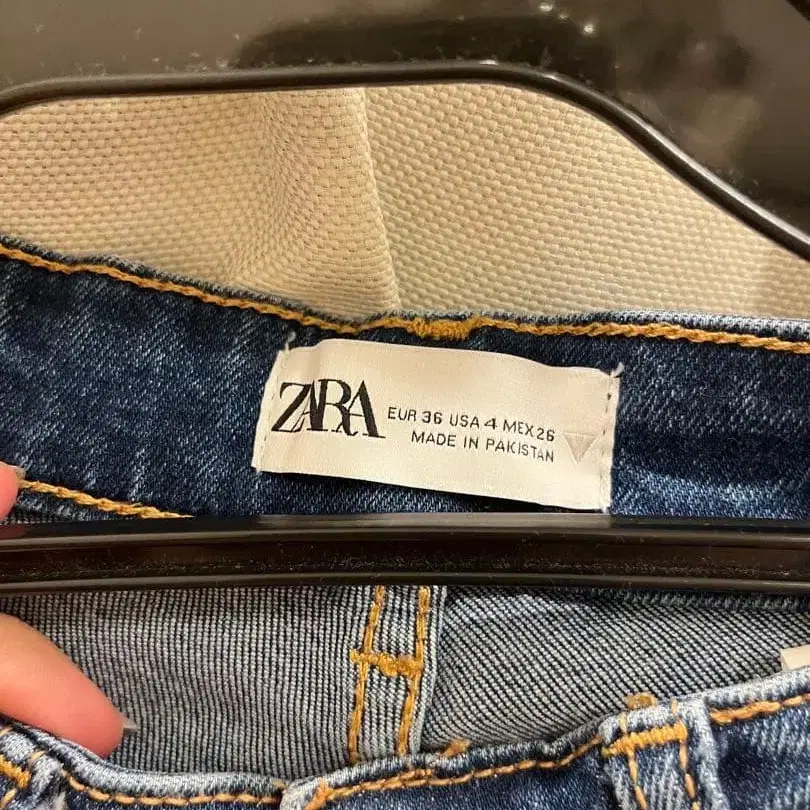 ZARA
EUR 36 USA 4 MEX 26
MADE IN PAKISTAN